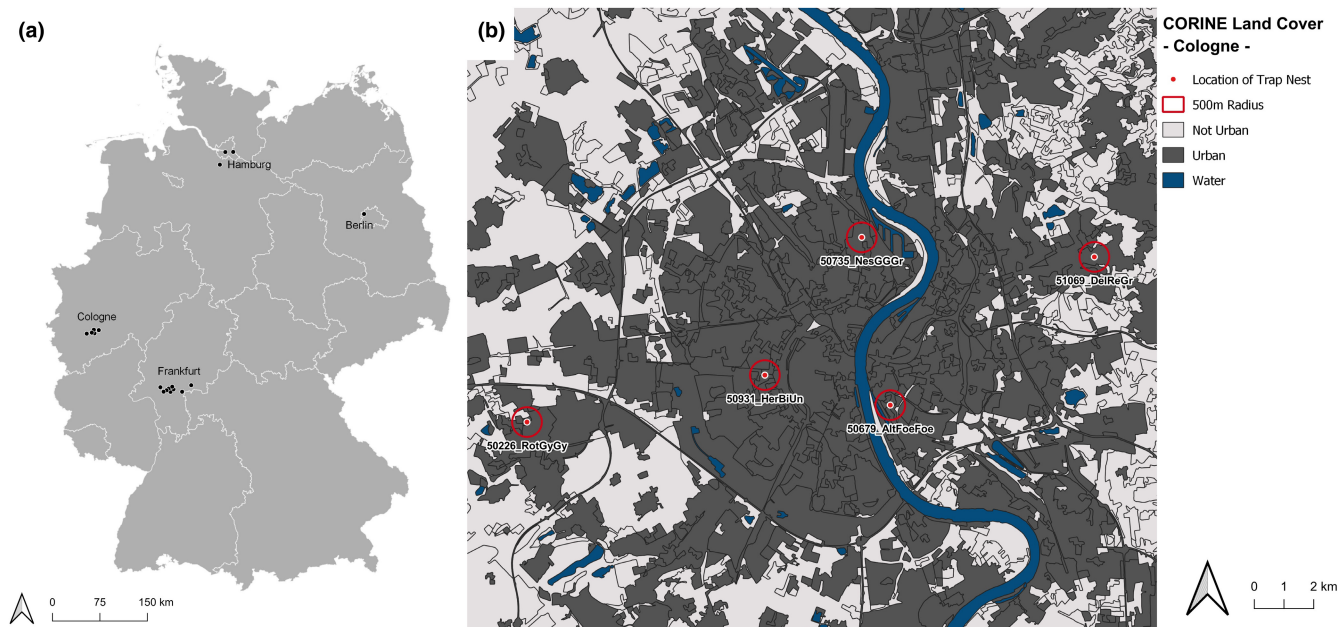 (a)
Hamburg
Berlin
Cologne
Frankfurt
0 75 150 km
(b)
50735_NesGGGr
51069_DelReGr
50931_HerBiUn
50679_AltFoeFoe
50226_RotGyGy
CORINE Land Cover
- Cologne -
Location of Trap Nest
500m Radius
Not Urban
Urban
Water
0 1 2 km